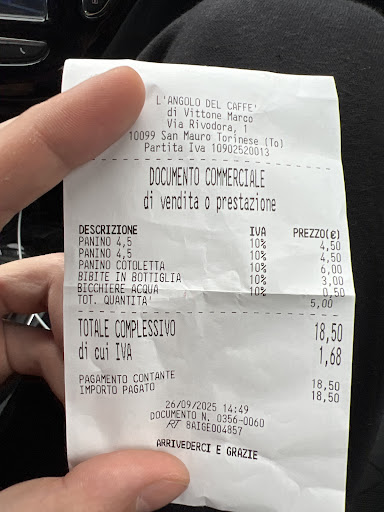 L'ANGOLO DEL CAFFE'
di Vittone Marco
Via Rivodora, 1
10099 San Mauro Torinese (To)
Partita Iva 10902520013
DOCUMENTO COMMERCIALE
di vendita o prestazione
DESCRIZIONE IVA PREZZO(€)
PANINO 4,5 10% 4,50
PANINO 4,5 10% 4,50
PANINO COTOLETTA 10% 6,00
BIBITE IN BOTTIGLIA 10% 3,00
BICCHIERE ACQUA 10% 0,50
TOT. QUANTITA' 5,00
TOTALE COMPLESSIVO 18,50
di cui IVA 1,68
PAGAMENTO CONTANTE 18,50
IMPORTO PAGATO 18,50
26/09/2025 14:49
DOCUMENTO N. 0356-0060
RT 8AIGE004857
ARRIVEDERCI E GRAZIE